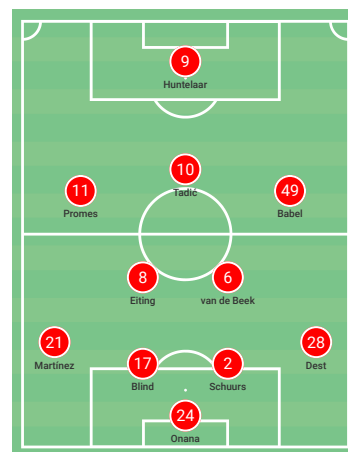 9
Huntelaar
10
Tadić
11
Promes
49
Babel
8
Eiting
6
van de Beek
21
Martínez
28
Dest
17
Blind
2
Schuurs
24
Onana